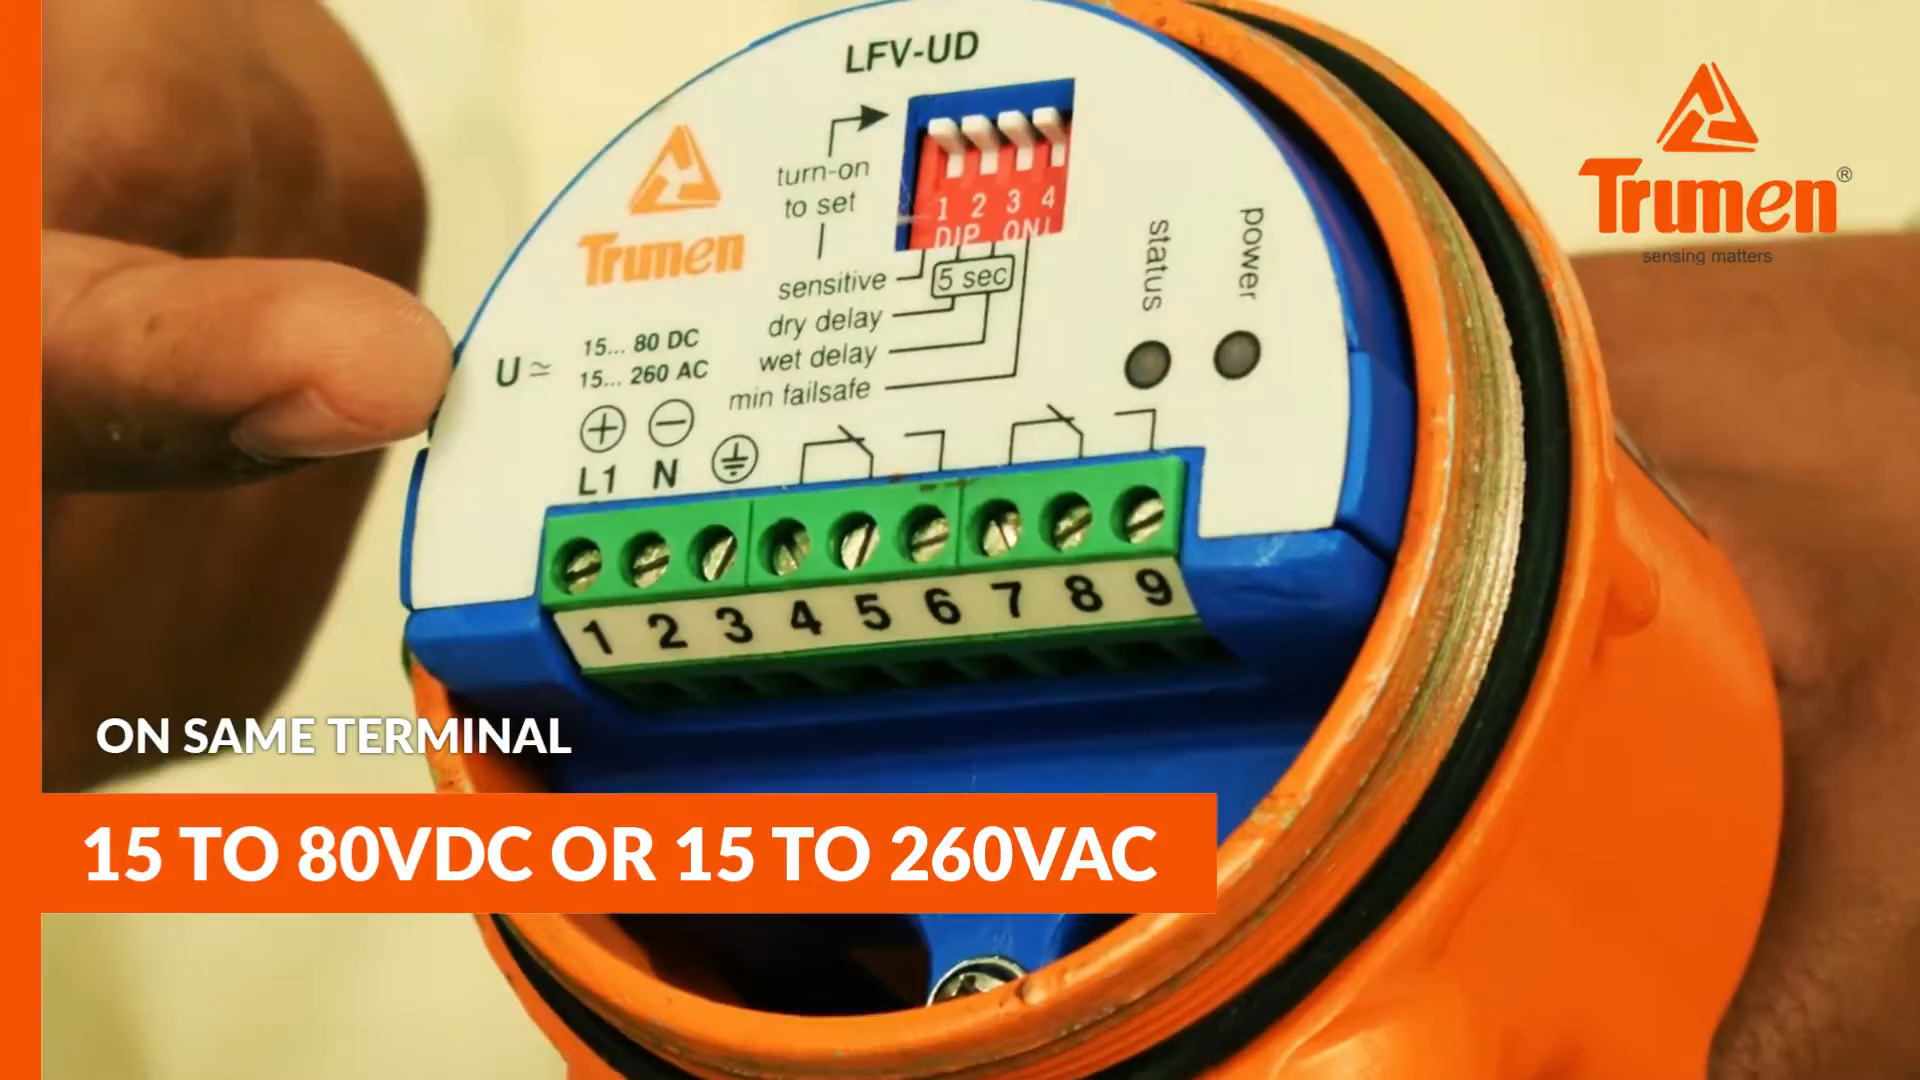 LFV-UD
Trumen®
sensing matters
turn-on
to set
1 2 3 4
DIP ON↓
status
power
Trumen
sensitive
5 sec
dry delay
wet delay
min failsafe
U ≃
15... 80 DC
15... 260 AC
+ −
L1 N
1 2 3 4 5 6 7 8 9
ON SAME TERMINAL
15 TO 80VDC OR 15 TO 260VAC